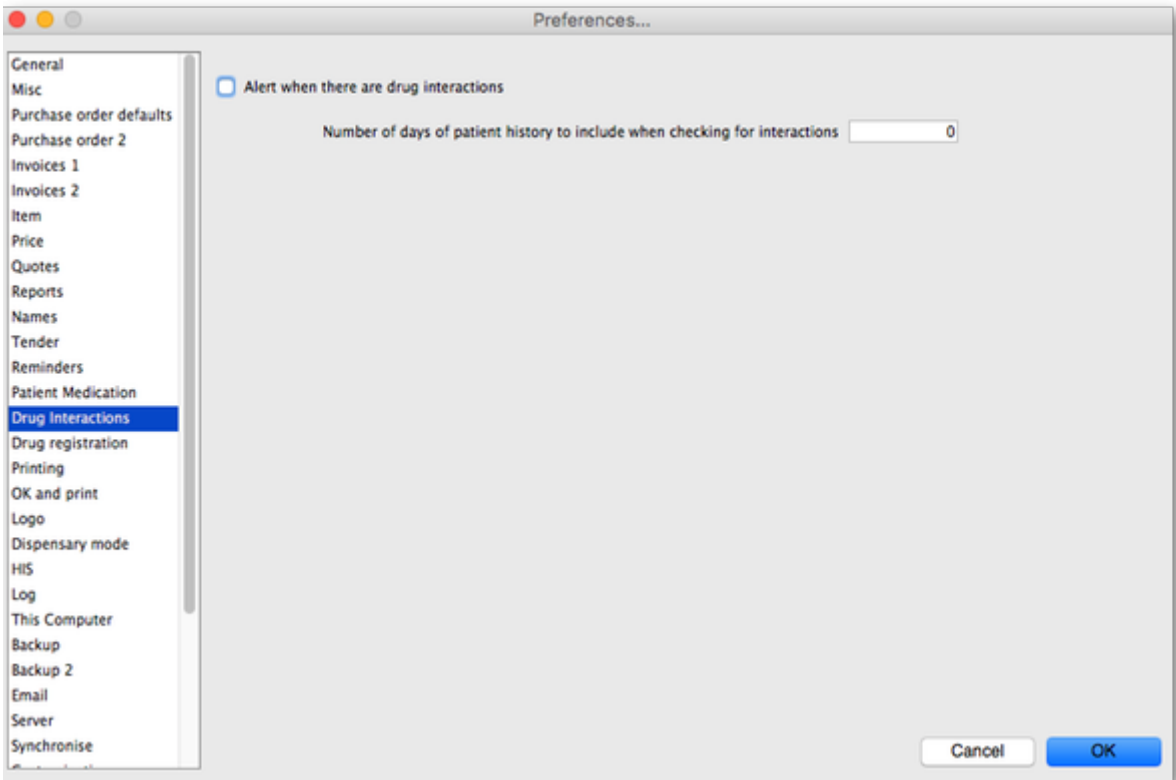 Preferences...
General
Misc
Purchase order defaults
Purchase order 2
Invoices 1
Invoices 2
Item
Price
Quotes
Reports
Names
Tender
Reminders
Patient Medication
Drug Interactions
Drug registration
Printing
OK and print
Logo
Dispensary mode
HIS
Log
This Computer
Backup
Backup 2
Email
Server
Synchronise
Alert when there are drug interactions
Number of days of patient history to include when checking for interactions 0
Cancel OK